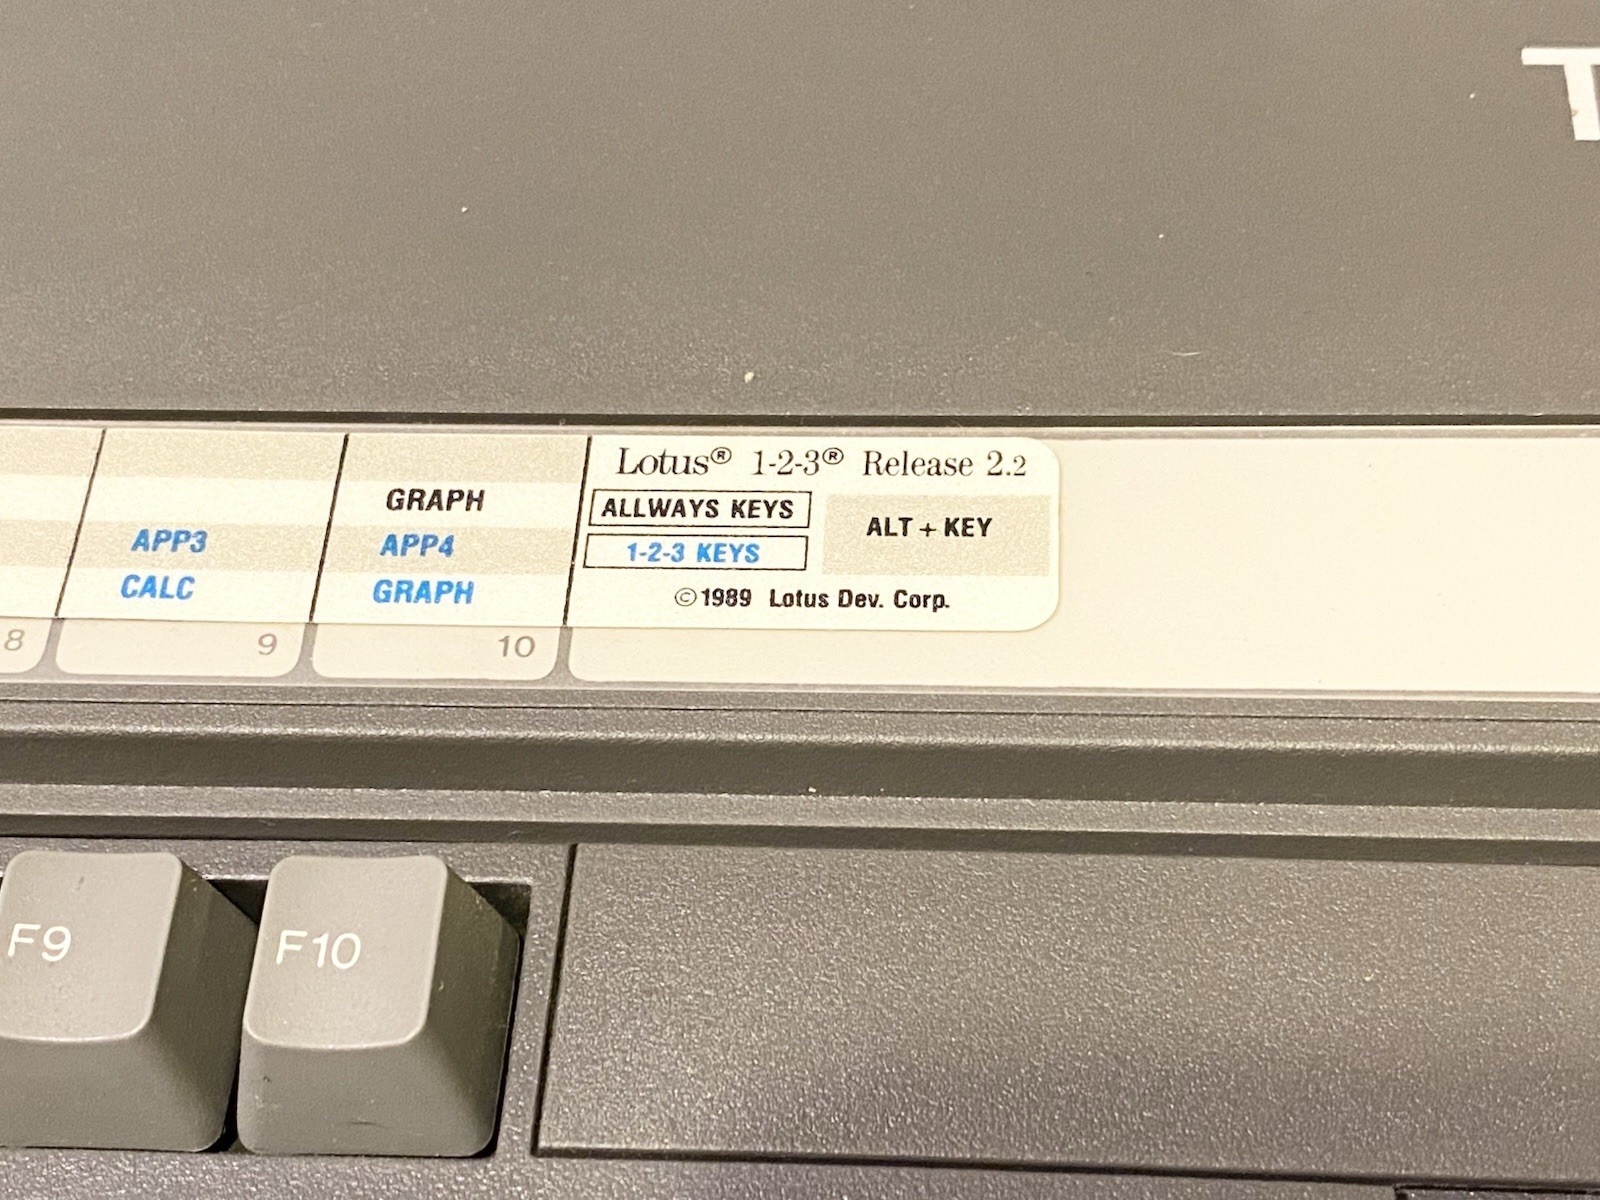 T
Lotus® 1-2-3® Release 2.2
GRAPH
ALLWAYS KEYS
ALT + KEY
APP3
APP4
1-2-3 KEYS
CALC
GRAPH
©1989 Lotus Dev. Corp.
8
9
10
F9
F10